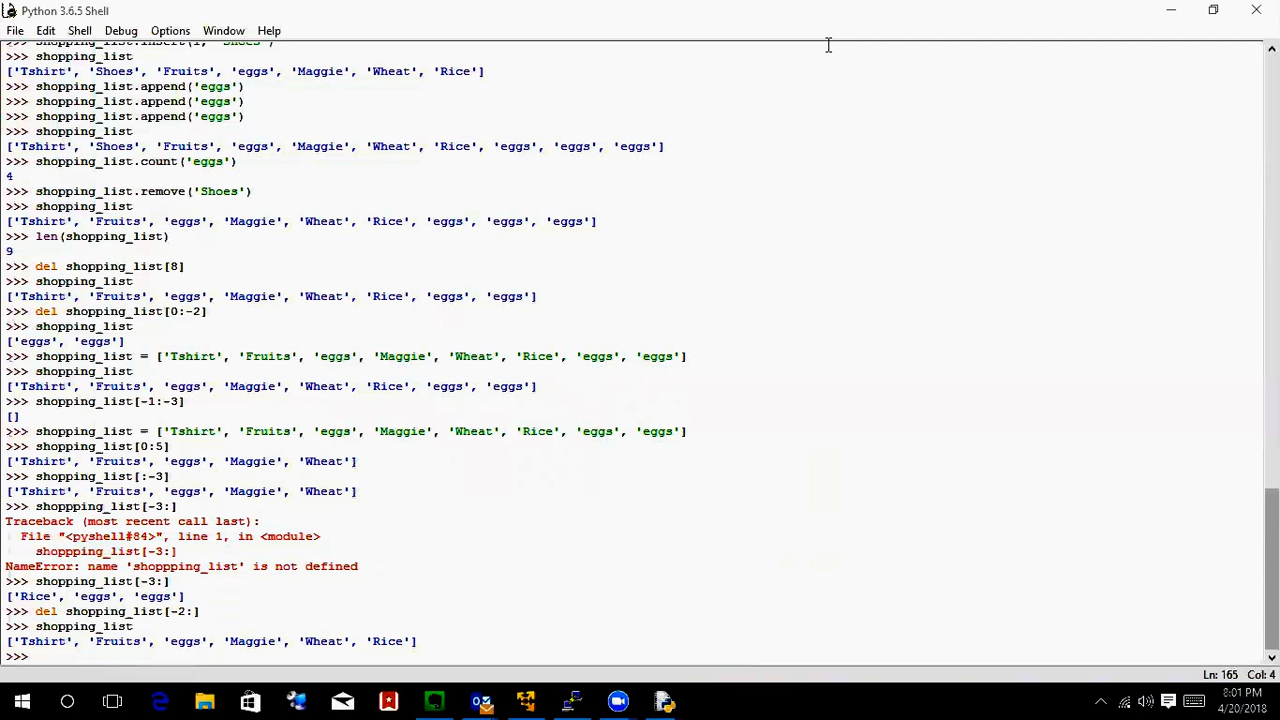 Python 3.6.5 Shell
File Edit Shell Debug Options Window Help
>>> shopping_list.insert(1, 'Shoes')
>>> shopping_list
['Tshirt', 'Shoes', 'Fruits', 'eggs', 'Maggie', 'Wheat', 'Rice']
>>> shopping_list.append('eggs')
>>> shopping_list.append('eggs')
>>> shopping_list.append('eggs')
>>> shopping_list
['Tshirt', 'Shoes', 'Fruits', 'eggs', 'Maggie', 'Wheat', 'Rice', 'eggs', 'eggs', 'eggs']
>>> shopping_list.count('eggs')
4
>>> shopping_list.remove('Shoes')
>>> shopping_list
['Tshirt', 'Fruits', 'eggs', 'Maggie', 'Wheat', 'Rice', 'eggs', 'eggs', 'eggs']
>>> len(shopping_list)
9
>>> del shopping_list[8]
>>> shopping_list
['Tshirt', 'Fruits', 'eggs', 'Maggie', 'Wheat', 'Rice', 'eggs', 'eggs']
>>> del shopping_list[0:-2]
>>> shopping_list
['eggs', 'eggs']
>>> shopping_list = ['Tshirt', 'Fruits', 'eggs', 'Maggie', 'Wheat', 'Rice', 'eggs', 'eggs']
>>> shopping_list
['Tshirt', 'Fruits', 'eggs', 'Maggie', 'Wheat', 'Rice', 'eggs', 'eggs']
>>> shopping_list[-1:-3]
[]
>>> shopping_list = ['Tshirt', 'Fruits', 'eggs', 'Maggie', 'Wheat', 'Rice', 'eggs', 'eggs']
>>> shopping_list[0:5]
['Tshirt', 'Fruits', 'eggs', 'Maggie', 'Wheat']
>>> shopping_list[:-3]
['Tshirt', 'Fruits', 'eggs', 'Maggie', 'Wheat']
>>> shoppping_list[-3:]
Traceback (most recent call last):
File "<pyshell#84>", line 1, in <module>
shoppping_list[-3:]
NameError: name 'shoppping_list' is not defined
>>> shopping_list[-3:]
['Rice', 'eggs', 'eggs']
>>> del shopping_list[-2:]
>>> shopping_list
['Tshirt', 'Fruits', 'eggs', 'Maggie', 'Wheat', 'Rice']
>>>
Ln: 165 Col: 4
8:01 PM
4/20/2018